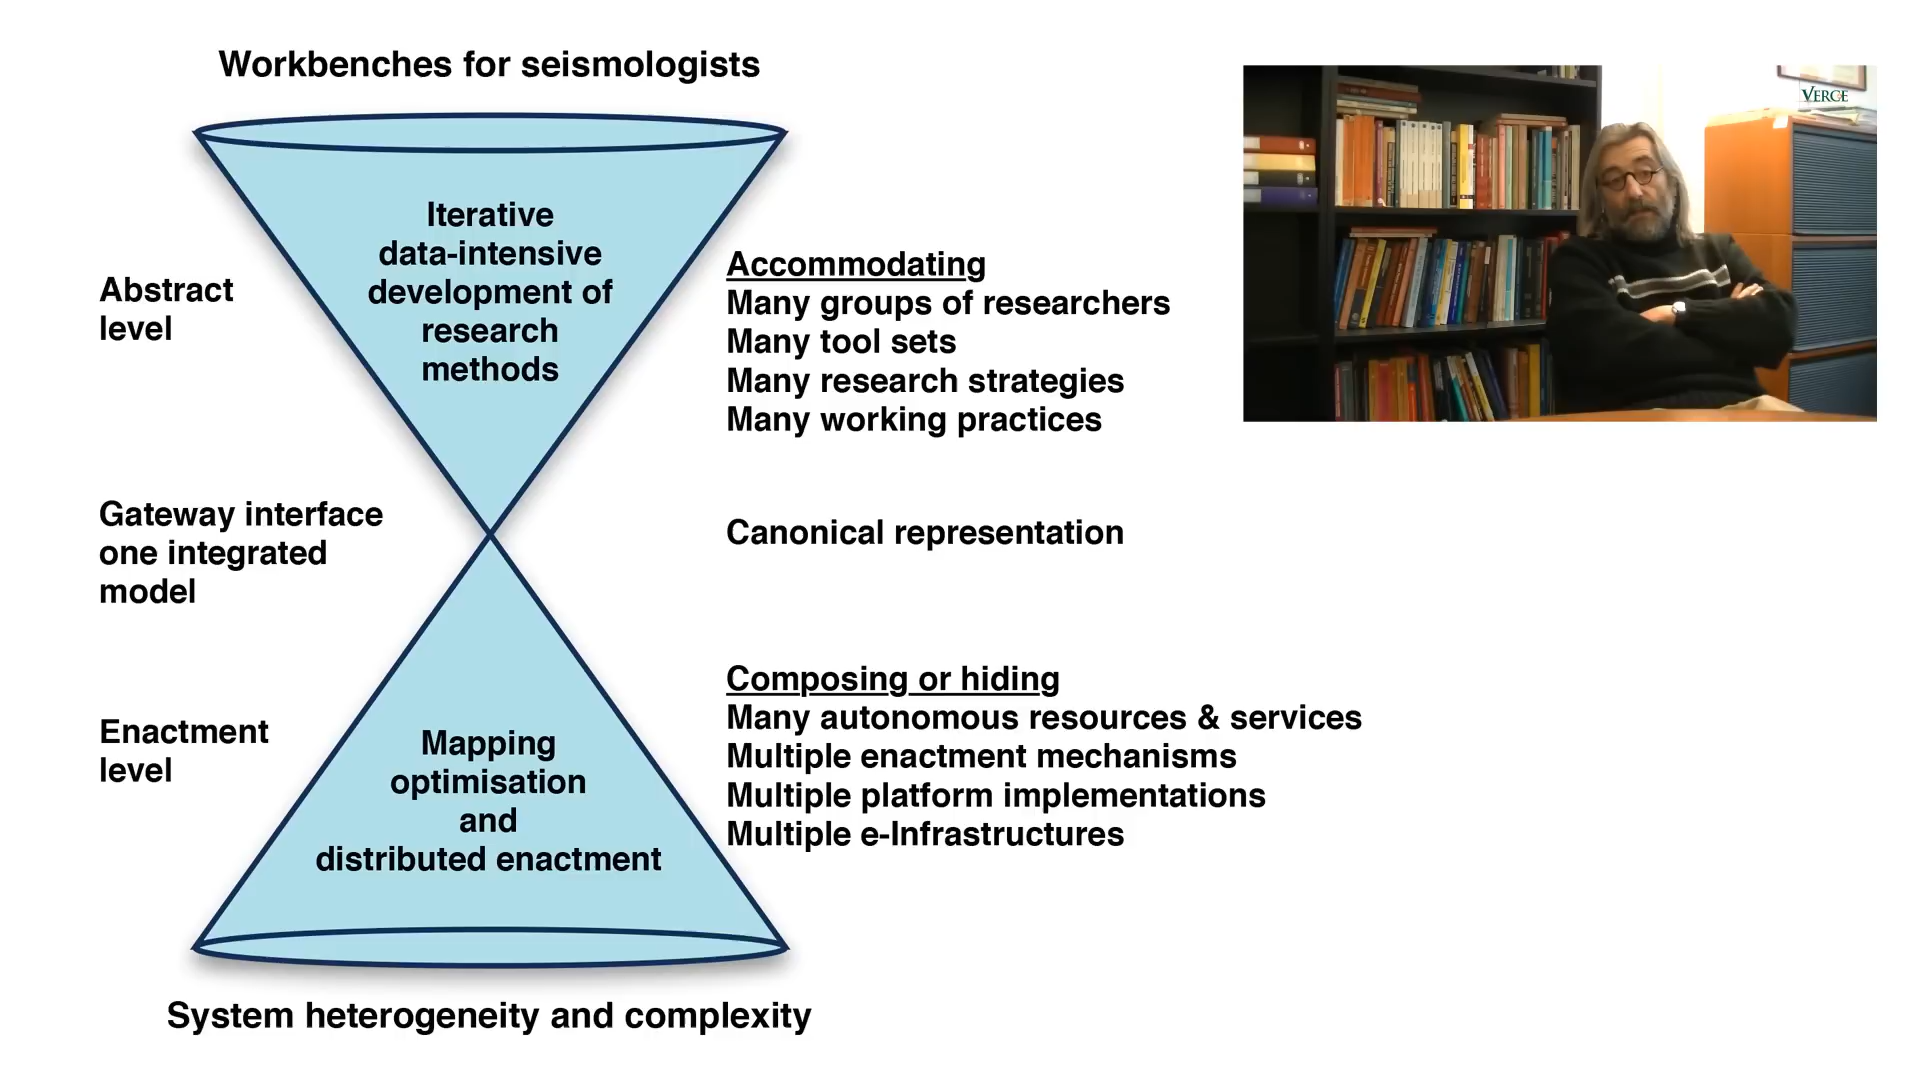 Workbenches for seismologists
Iterative
data-intensive
development of
research
methods
Abstract
level
Accommodating
Many groups of researchers
Many tool sets
Many research strategies
Many working practices
VERCE
Gateway interface
one integrated
model
Canonical representation
Enactment
level
Mapping
optimisation
and
distributed enactment
Composing or hiding
Many autonomous resources & services
Multiple enactment mechanisms
Multiple platform implementations
Multiple e-Infrastructures
System heterogeneity and complexity